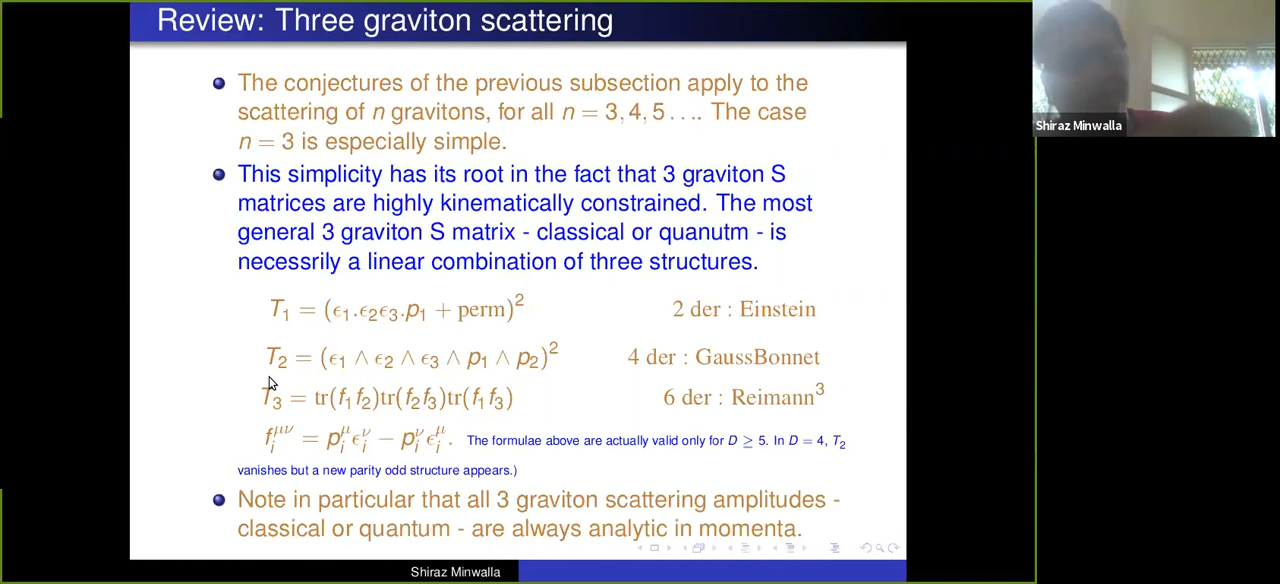 Review: Three graviton scattering
The conjectures of the previous subsection apply to the
scattering of n gravitons, for all n = 3, 4, 5 . . .. The case
n = 3 is especially simple.
This simplicity has its root in the fact that 3 graviton S
matrices are highly kinematically constrained. The most
general 3 graviton S matrix - classical or quanutm - is
necessrily a linear combination of three structures.
T₁ = (ϵ₁.ϵ₂ϵ₃.p₁ + perm)² 2 der : Einstein
T₂ = (ϵ₁ ∧ ϵ₂ ∧ ϵ₃ ∧ p₁ ∧ p₂)² 4 der : GaussBonnet
T₃ = tr(f₁f₂)tr(f₂f₃)tr(f₁f₃) 6 der : Reimann³
fᵢ^{μν} = pᵢ^μ ϵᵢ^ν − pᵢ^ν ϵᵢ^μ. The formulae above are actually valid only for D ≥ 5. In D = 4, T₂
vanishes but a new parity odd structure appears.)
Note in particular that all 3 graviton scattering amplitudes -
classical or quantum - are always analytic in momenta.
Shiraz Minwalla
Shiraz Minwalla